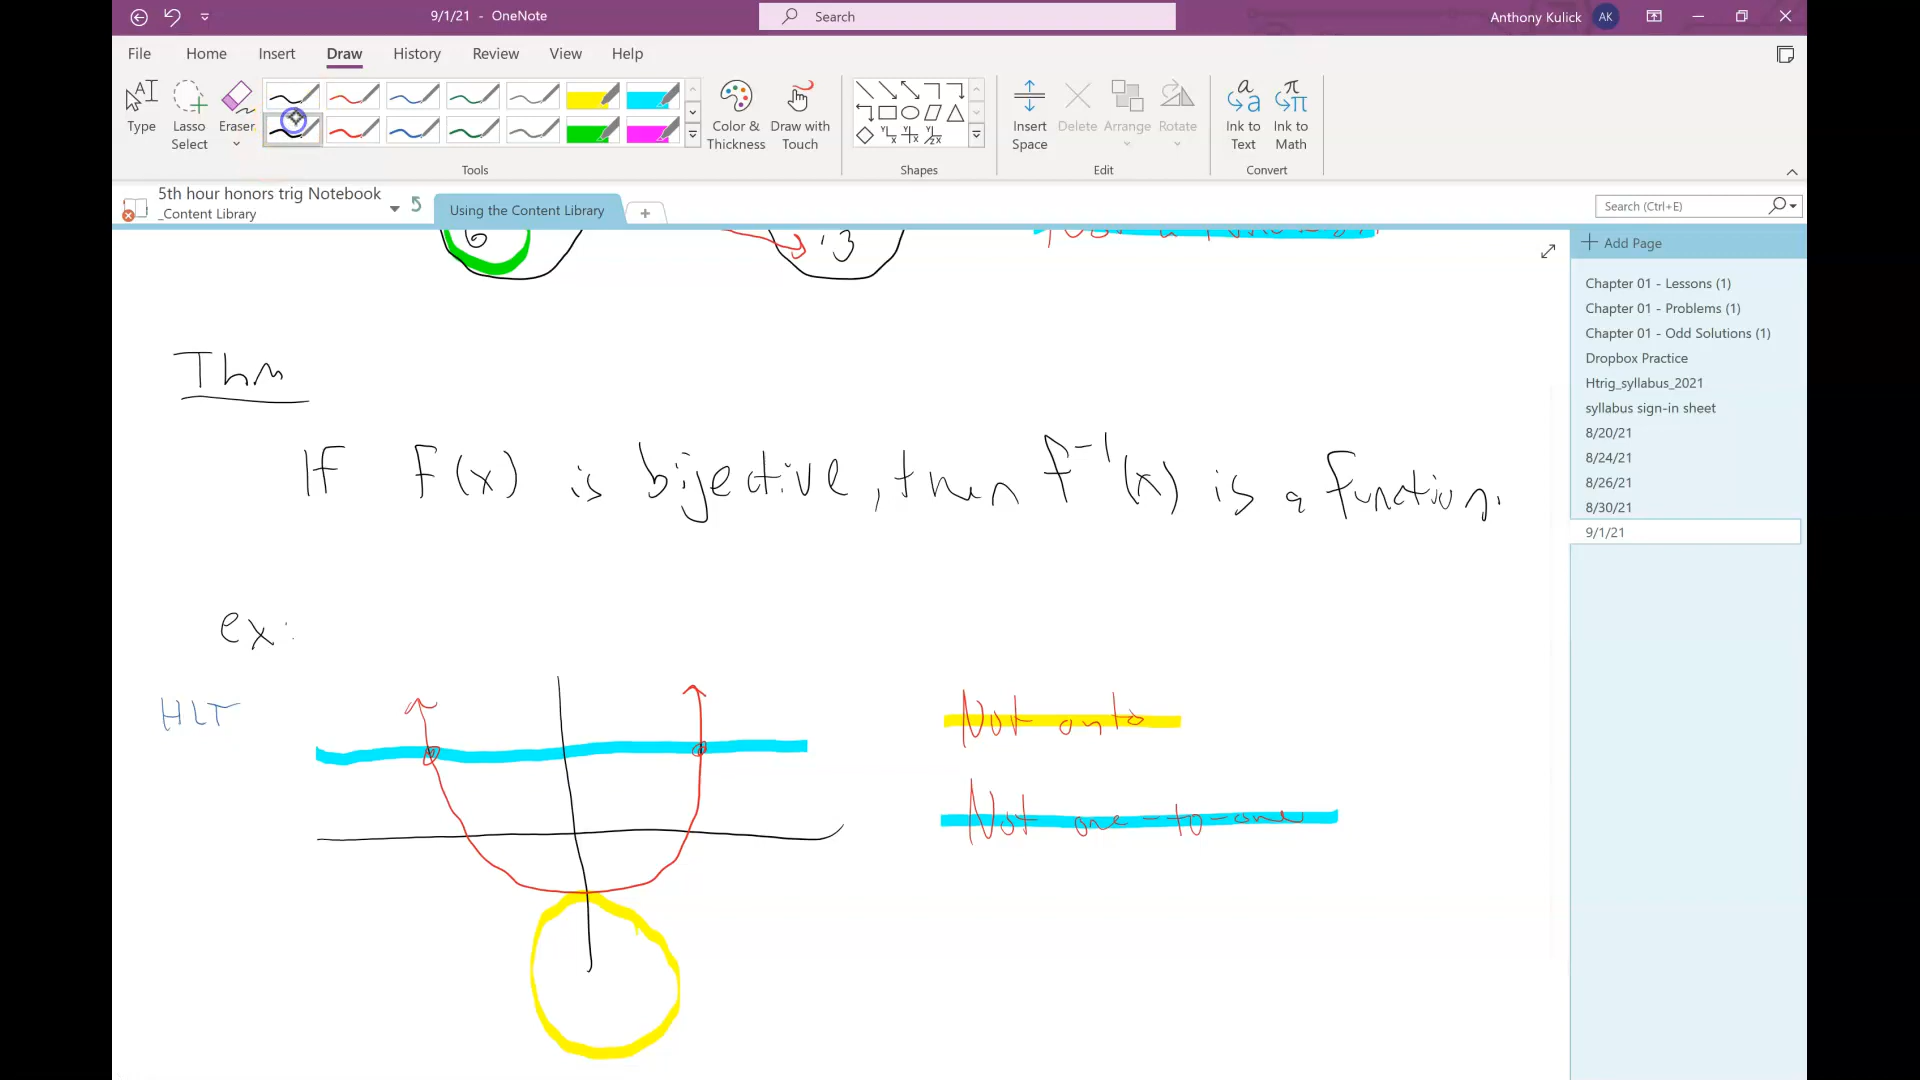 9/1/21 - OneNote
Search
Anthony Kulick
AK
File Home Insert Draw History Review View Help
Type
Lasso Select
Eraser
Color & Thickness
Draw with Touch
Insert Space
Delete
Arrange
Rotate
Ink to Text
Ink to Math
Tools
Shapes
Edit
Convert
5th hour honors trig Notebook
_Content Library
Using the Content Library
Search (Ctrl+E)
Add Page
Chapter 01 - Lessons (1)
Chapter 01 - Problems (1)
Chapter 01 - Odd Solutions (1)
Dropbox Practice
Htrig_syllabus_2021
syllabus sign-in sheet
8/20/21
8/24/21
8/26/21
8/30/21
9/1/21
6
3
Thm
If f(x) is bijective, then f⁻¹(x) is a function.
ex:
HLT
Not onto
Not one-to-one